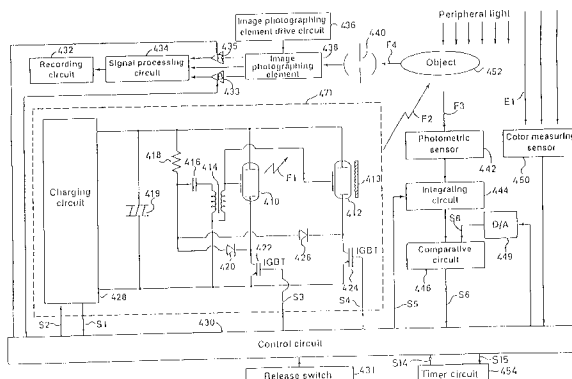 Peripheral light
Image photographing
element drive circuit
436
432
434
435
438
440
F4
Recording
circuit
Signal processing
circuit
Image
photographing
element
Object
452
433
471
F2
F3
E1
418
416
414
F1
413
Photometric
sensor
442
Color measuring
sensor
450
Charging
circuit
419
410
412
Integrating
circuit
444
S6
D/A
449
420
422
426
IGBT
IGBT
424
Comparative
circuit
446
428
S2
S1
430
S3
S4
S5
S6
Control circuit
S14
S15
Release switch
431
Timer circuit
454